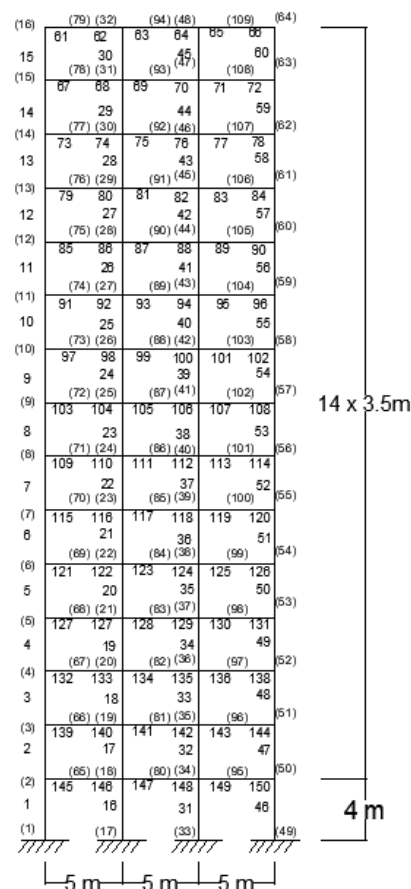 (16) (79) (32) (94) (48) (109) (64)
61 62 63 64 65 66
15 30 45 60
(15) (78) (31) (93) (47) (108) (63)
67 68 69 70 71 72
14 29 44 59
(14) (77) (30) (92) (46) (107) (62)
73 74 75 76 77 78
13 28 43 58
(13) (76) (29) (91) (45) (106) (61)
79 80 81 82 83 84
12 27 42 57
(12) (75) (28) (90) (44) (105) (60)
85 86 87 88 89 90
11 26 41 56
(11) (74) (27) (89) (43) (104) (59)
91 92 93 94 95 96
10 25 40 55
(10) (73) (26) (88) (42) (103) (58)
97 98 99 100 101 102
9 24 39 54
(9) (72) (25) (87) (41) (102) (57)
14 x 3.5m
103 104 105 106 107 108
8 23 38 53
(8) (71) (24) (86) (40) (101) (56)
109 110 111 112 113 114
7 22 37 52
(7) (70) (23) (85) (39) (100) (55)
115 116 117 118 119 120
6 21 36 51
(6) (69) (22) (84) (38) (99) (54)
121 122 123 124 125 126
5 20 35 50
(5) (68) (21) (83) (37) (98) (53)
127 127 128 129 130 131
4 19 34 49
(4) (67) (20) (82) (36) (97) (52)
132 133 134 135 136 138
3 18 33 48
(3) (66) (19) (81) (35) (96) (51)
139 140 141 142 143 144
2 17 32 47
(2) (65) (18) (80) (34) (95) (50)
145 146 147 148 149 150
1 16 31 46
4 m
(1) (17) (33) (49)
5 m 5 m 5 m